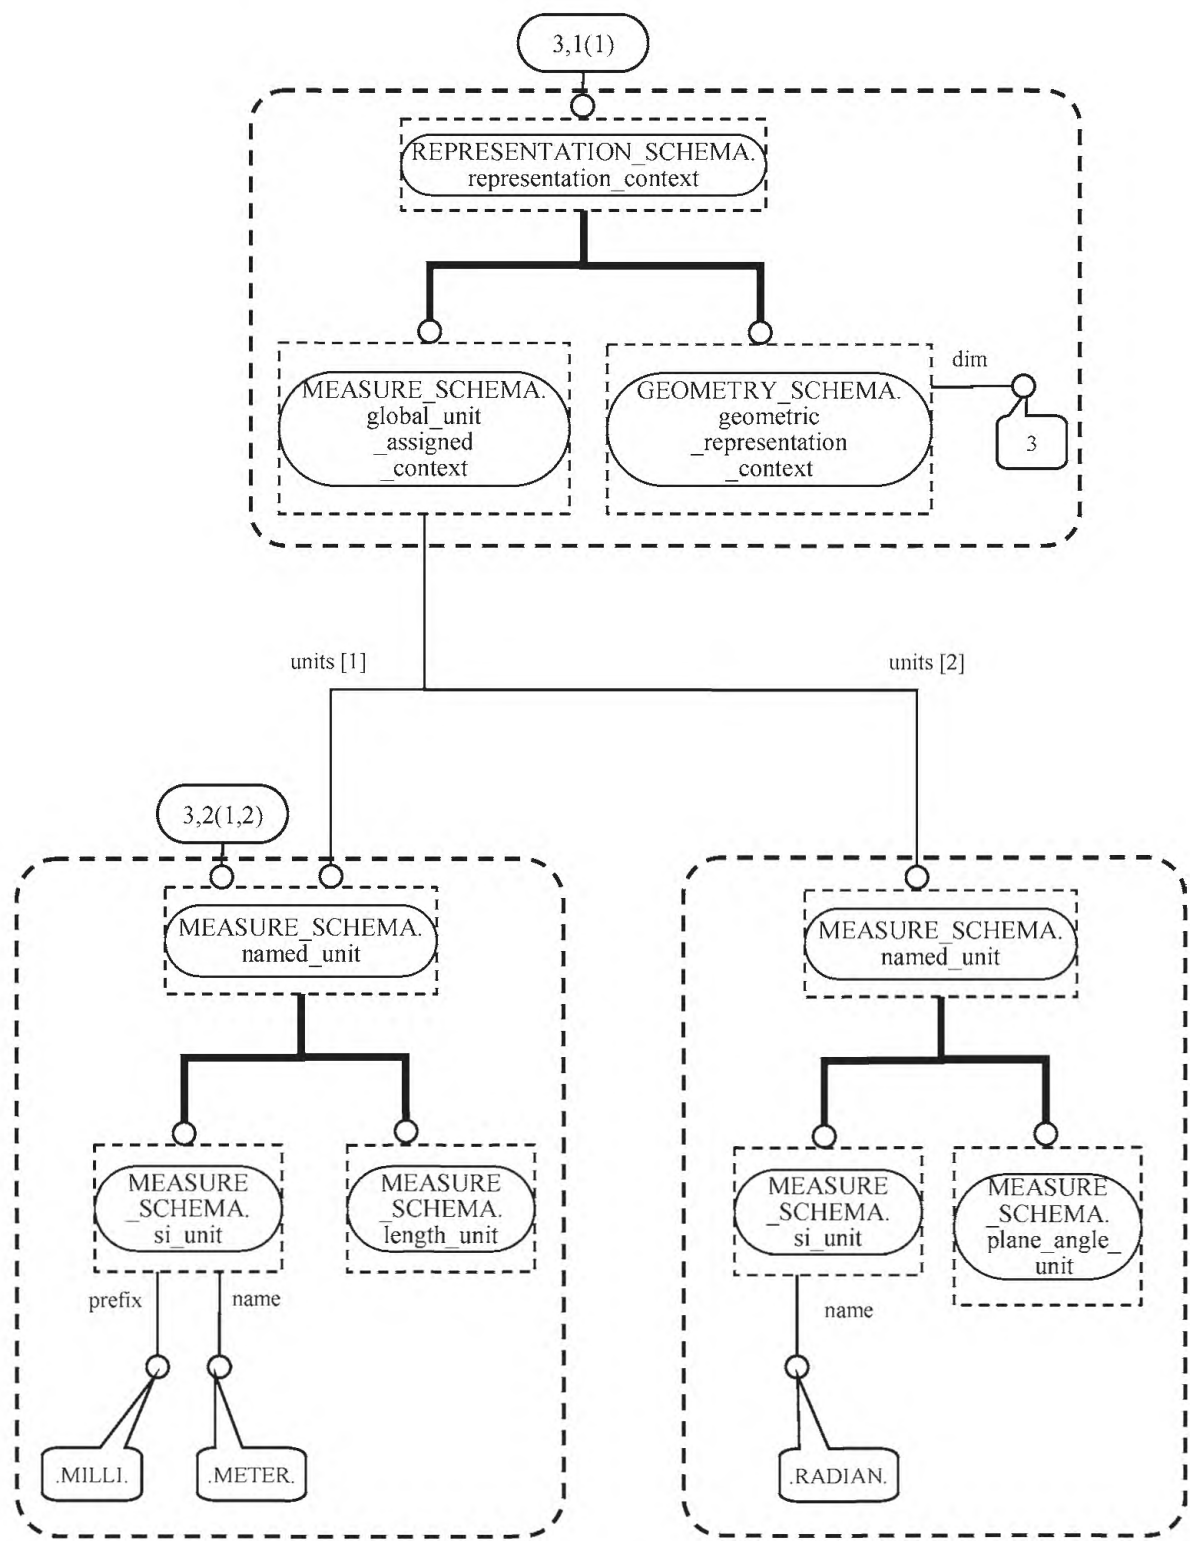 3,1(1)
REPRESENTATION_SCHEMA.
representation_context
MEASURE_SCHEMA.
global_unit
_assigned
_context
GEOMETRY_SCHEMA.
geometric
_representation
_context
dim
3
units [1]
units [2]
3,2(1,2)
MEASURE_SCHEMA.
named_unit
MEASURE_SCHEMA.
named_unit
MEASURE
_SCHEMA.
si_unit
MEASURE
_SCHEMA.
length_unit
MEASURE
_SCHEMA.
si_unit
MEASURE
_SCHEMA.
plane_angle_
unit
prefix
name
name
.MILLI.
.METER.
.RADIAN.